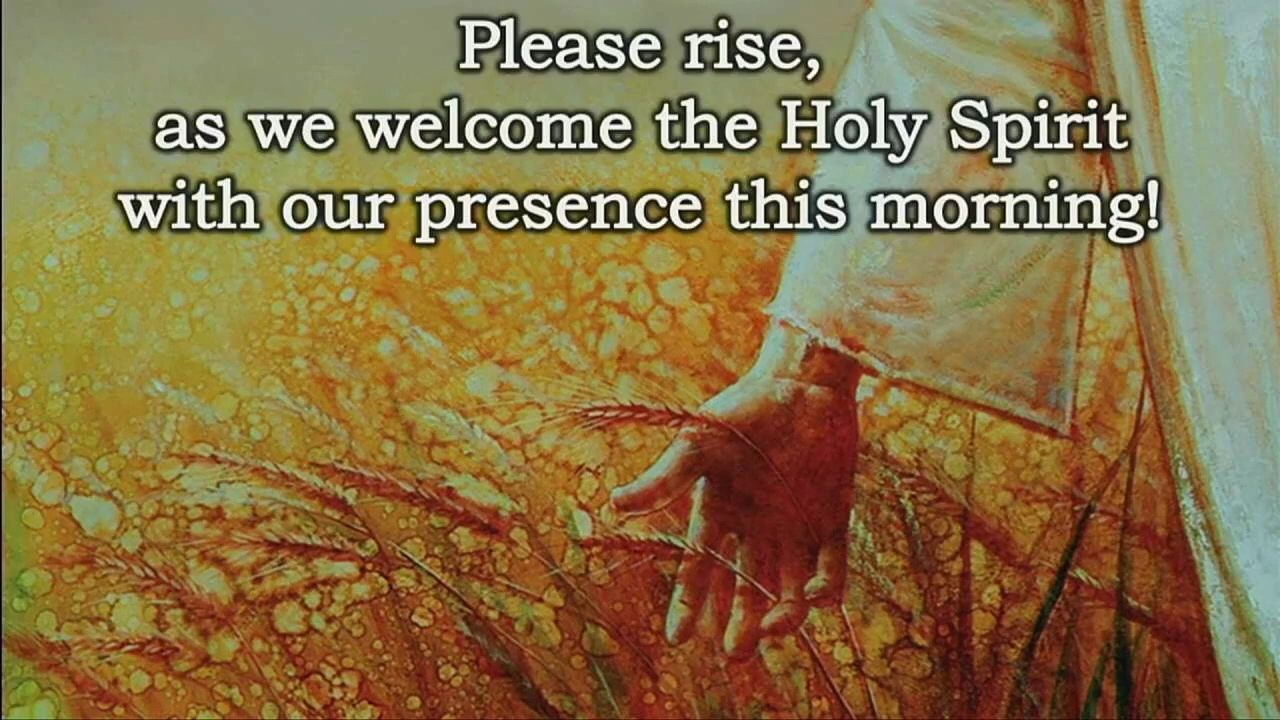 Please rise,
as we welcome the Holy Spirit
with our presence this morning!